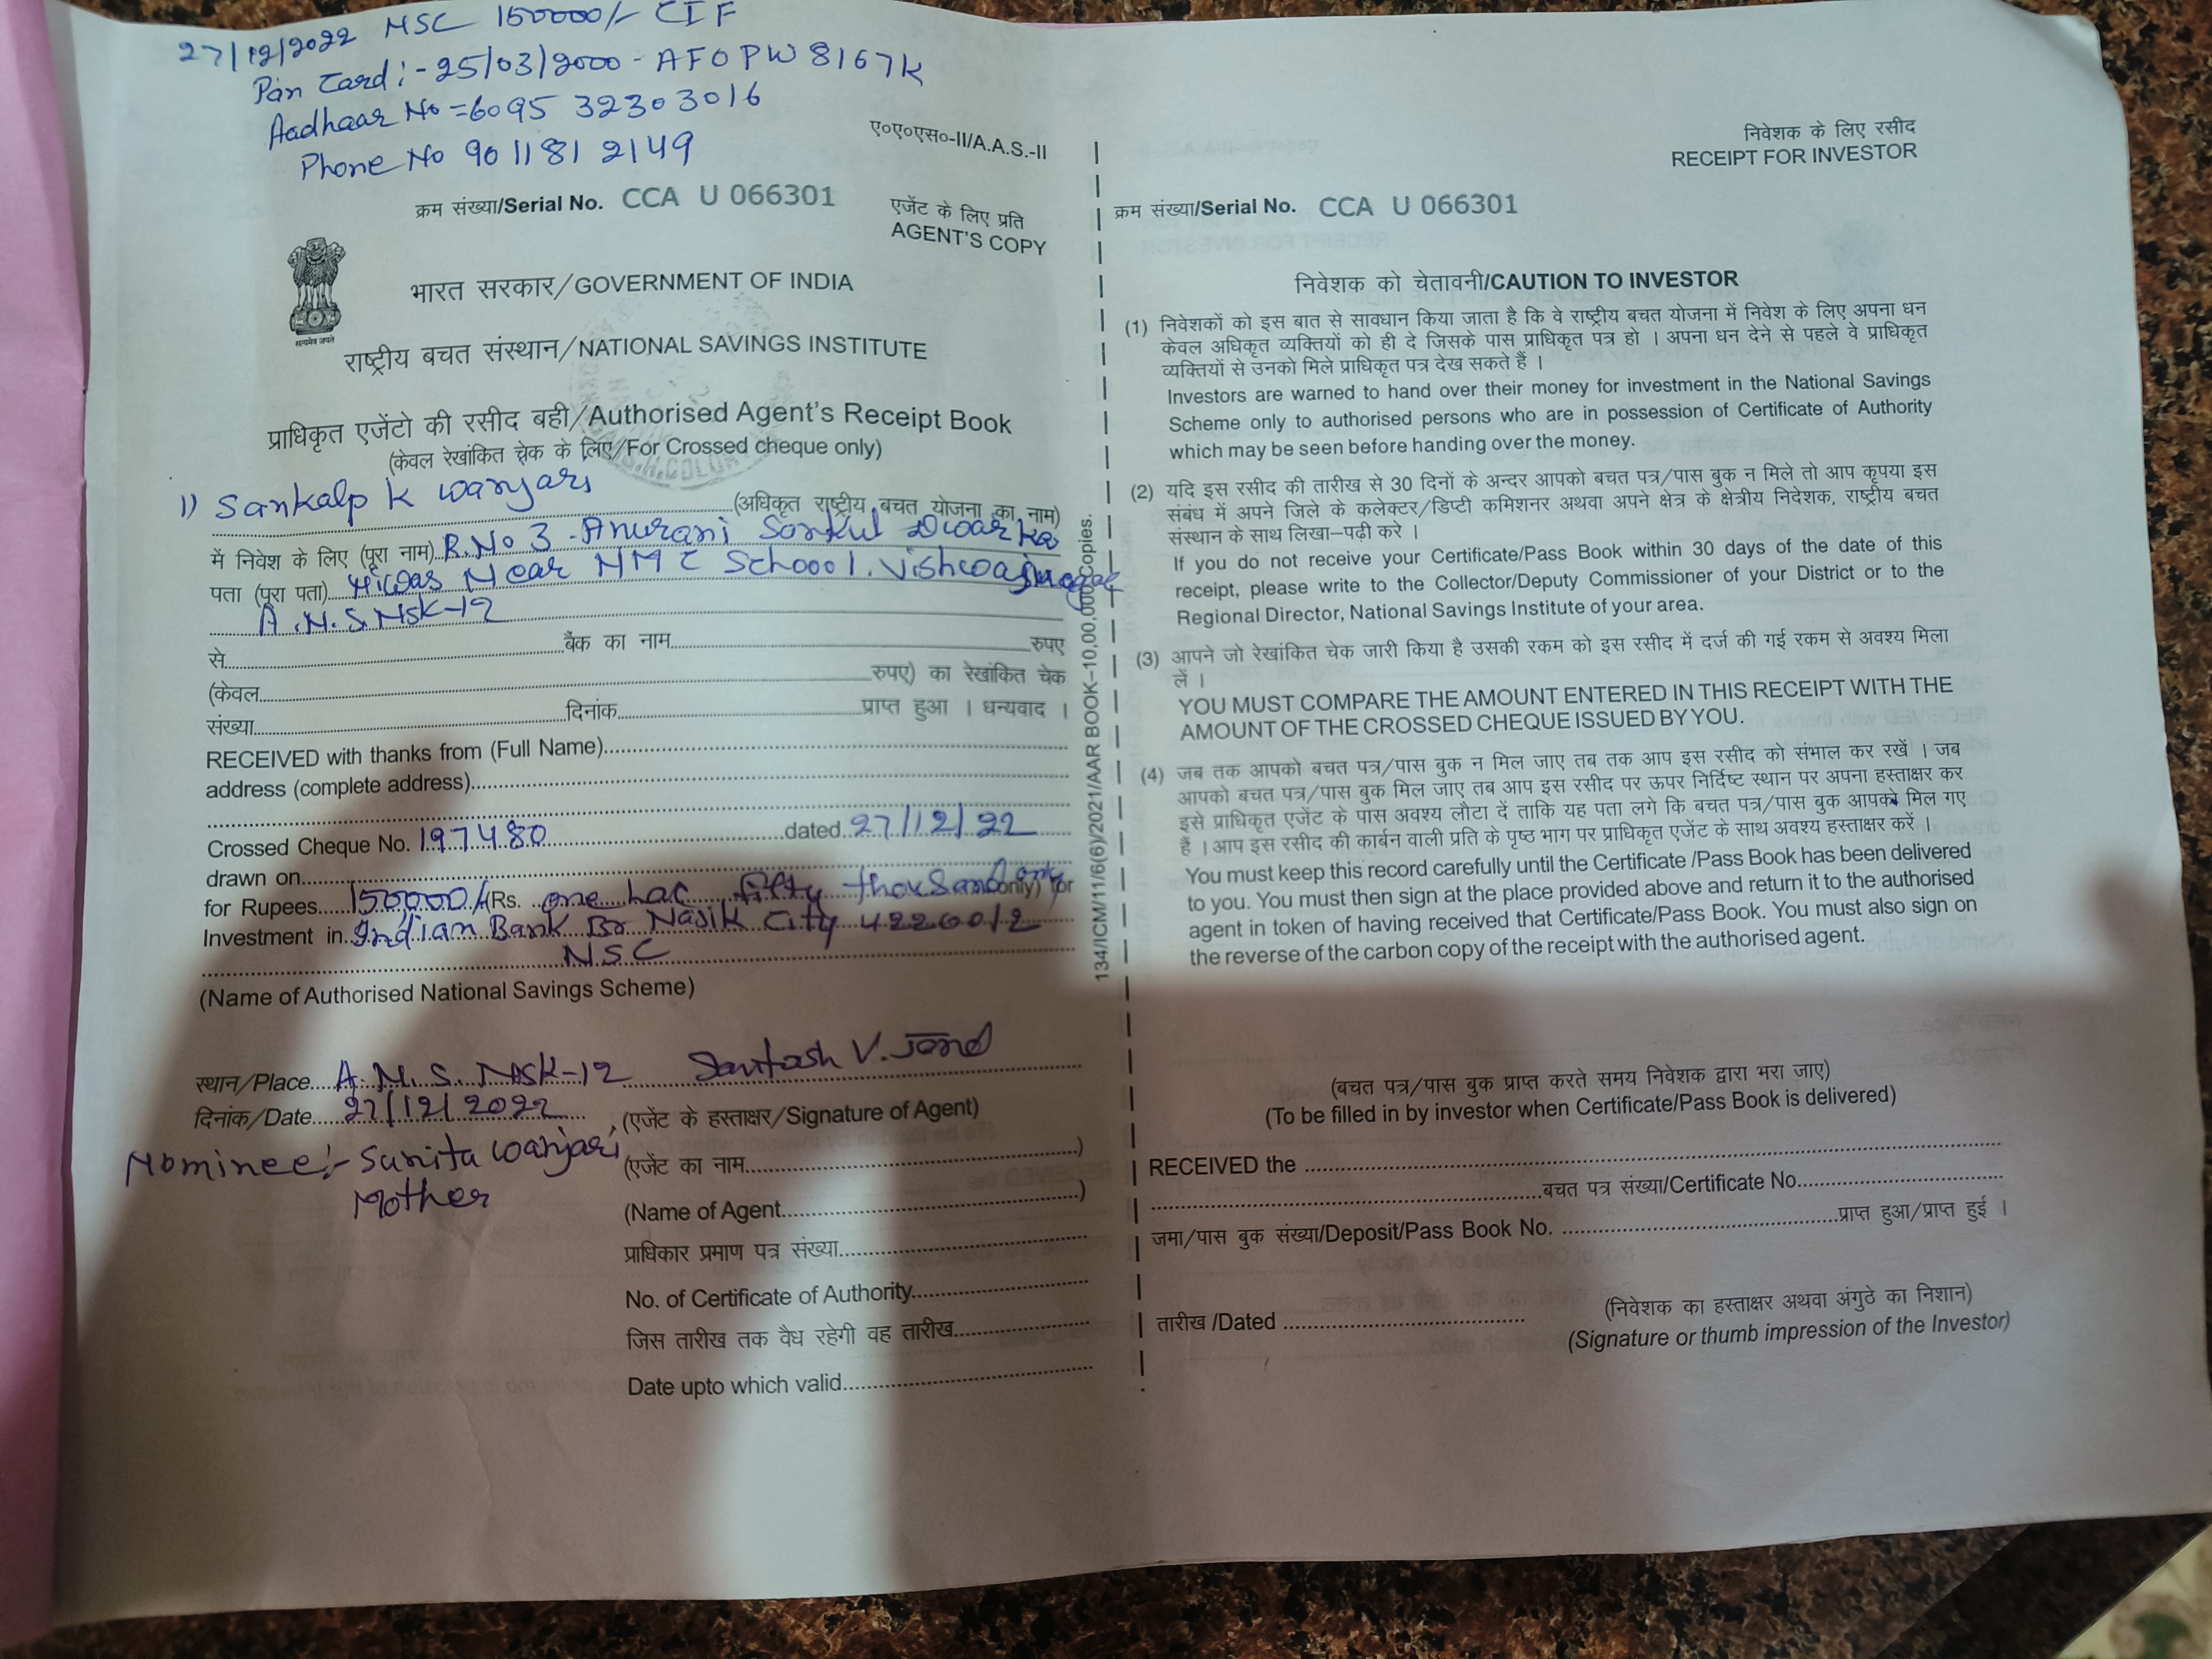 27/12/2022 NSC 150000/- CIF
Pan Card :- 25/03/2000 - AFOPW8167K
Aadhaar No = 6095 3230 3016
Phone No 901181 2149
ए०ए०एस०-II/A.A.S.-II
क्रम संख्या/Serial No. CCA U 066301
एजेंट के लिए प्रति
AGENT'S COPY
भारत सरकार/GOVERNMENT OF INDIA
सत्यमेव जयते
राष्ट्रीय बचत संस्थान/NATIONAL SAVINGS INSTITUTE
प्राधिकृत एजेंटो की रसीद बही/Authorised Agent's Receipt Book
(केवल रेखांकित चेक के लिए/For Crossed cheque only)
1) Sankalp K Wanjari (अधिकृत राष्ट्रीय बचत योजना का नाम)
में निवेश के लिए (पूरा नाम) R.No 3 - Anurani Sonkul Dwarka
पता (पूरा पता) Niwas Near NMC School.
A.N.S. NSK-12
से बैंक का नाम रुपए
(केवल रुपए) का रेखांकित चेक
संख्या दिनांक प्राप्त हुआ । धन्यवाद ।
RECEIVED with thanks from (Full Name)
address (complete address)
Crossed Cheque No. 197480 dated 27/12/22
drawn on
for Rupees 150000/- (Rs. one Lac fifty thousand only only) for
Investment in Indian Bank Br Nasik City 4226012
NSC
(Name of Authorised National Savings Scheme)
स्थान/Place A.N.S. NSK-12 Santosh V.
दिनांक/Date 27/12/2022 (एजेंट के हस्ताक्षर/Signature of Agent)
Nominee:- Sunita Wanjari (एजेंट का नाम )
Mother
(Name of Agent )
प्राधिकार प्रमाण पत्र संख्या
No. of Certificate of Authority
जिस तारीख तक वैध रहेगी वह तारीख
Date upto which valid
134/ICM/11/6(6)/2021/AAR BOOK–10,00,000 Copies.
निवेशक के लिए रसीद
RECEIPT FOR INVESTOR
क्रम संख्या/Serial No. CCA U 066301
निवेशक को चेतावनी/CAUTION TO INVESTOR
(1) निवेशकों को इस बात से सावधान किया जाता है कि वे राष्ट्रीय बचत योजना में निवेश के लिए अपना धन
केवल अधिकृत व्यक्तियों को ही दे जिसके पास प्राधिकृत पत्र हो । अपना धन देने से पहले वे प्राधिकृत
व्यक्तियों से उनको मिले प्राधिकृत पत्र देख सकते हैं ।
Investors are warned to hand over their money for investment in the National Savings
Scheme only to authorised persons who are in possession of Certificate of Authority
which may be seen before handing over the money.
(2) यदि इस रसीद की तारीख से 30 दिनों के अन्दर आपको बचत पत्र/पास बुक न मिले तो आप कृपया इस
संबंध में अपने जिले के कलेक्टर/डिप्टी कमिशनर अथवा अपने क्षेत्र के क्षेत्रीय निदेशक, राष्ट्रीय बचत
संस्थान के साथ लिखा–पढ़ी करे ।
If you do not receive your Certificate/Pass Book within 30 days of the date of this
receipt, please write to the Collector/Deputy Commissioner of your District or to the
Regional Director, National Savings Institute of your area.
(3) आपने जो रेखांकित चेक जारी किया है उसकी रकम को इस रसीद में दर्ज की गई रकम से अवश्य मिला
लें ।
YOU MUST COMPARE THE AMOUNT ENTERED IN THIS RECEIPT WITH THE
AMOUNT OF THE CROSSED CHEQUE ISSUED BY YOU.
(4) जब तक आपको बचत पत्र/पास बुक न मिल जाए तब तक आप इस रसीद को संभाल कर रखें । जब
आपको बचत पत्र/पास बुक मिल जाए तब आप इस रसीद पर ऊपर निर्दिष्ट स्थान पर अपना हस्ताक्षर कर
इसे प्राधिकृत एजेंट के पास अवश्य लौटा दें ताकि यह पता लगे कि बचत पत्र/पास बुक आपको मिल गए
हैं । आप इस रसीद की कार्बन वाली प्रति के पृष्ठ भाग पर प्राधिकृत एजेंट के साथ अवश्य हस्ताक्षर करें ।
You must keep this record carefully until the Certificate /Pass Book has been delivered
to you. You must then sign at the place provided above and return it to the authorised
agent in token of having received that Certificate/Pass Book. You must also sign on
the reverse of the carbon copy of the receipt with the authorised agent.
(बचत पत्र/पास बुक प्राप्त करते समय निवेशक द्वारा भरा जाए)
(To be filled in by investor when Certificate/Pass Book is delivered)
RECEIVED the
बचत पत्र संख्या/Certificate No.
जमा/पास बुक संख्या/Deposit/Pass Book No. प्राप्त हुआ/प्राप्त हुई ।
(निवेशक का हस्ताक्षर अथवा अंगुठे का निशान)
तारीख /Dated (Signature or thumb impression of the Investor)